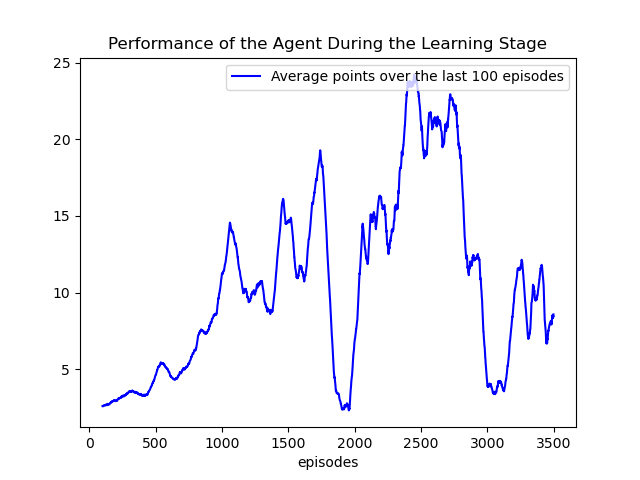 Performance of the Agent During the Learning Stage
Average points over the last 100 episodes
25
20
15
10
5
0 500 1000 1500 2000 2500 3000 3500
episodes